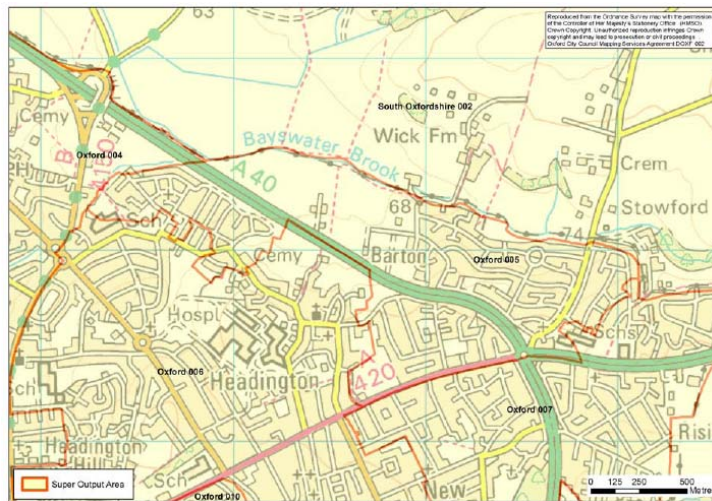 63
Reproduced from the Ordnance Survey map with the permission
of the Controller of Her Majesty's Stationery Office (HMSO)
Crown Copyright. Unauthorised reproduction infringes Crown
copyright and may lead to prosecution or civil proceedings
Oxford City Council Mapping Services Agreement DOXF 002
Cemy
South Oxfordshire 002
Wick Fm
Bayswater Brook
Oxford 004
A 40
Crem
Stowford
68
Sch
74
Cemy
Barton
Oxford 005
Hospl
Schs
A 420
Oxford 006
Headington
Oxford 007
Headington
Hill
Risi
Sch
New
Oxford 010
Super Output Area
0 125 250 500
Metre